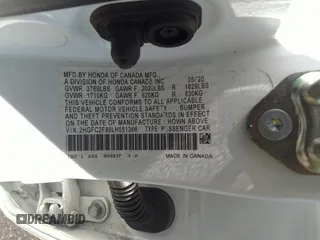 MFD. BY HONDA OF CANADA MFG.
A DIVISION OF HONDA CANADA INC. 05/20
GVWR 3769LBS GAWR F 2028LBS R 1829LBS
GVWR 1710KG GAWR F 920KG R 830KG
THIS VEHICLE CONFORMS TO ALL APPLICABLE
FEDERAL MOTOR VEHICLE SAFETY, BUMPER
AND THEFT PREVENTION STANDARDS IN EFFECT ON
THE DATE OF MANUFACTURE SHOWN ABOVE
V.I.N. TYPE: PASSENGER CAR
MADE IN CANADA
DREAMBID